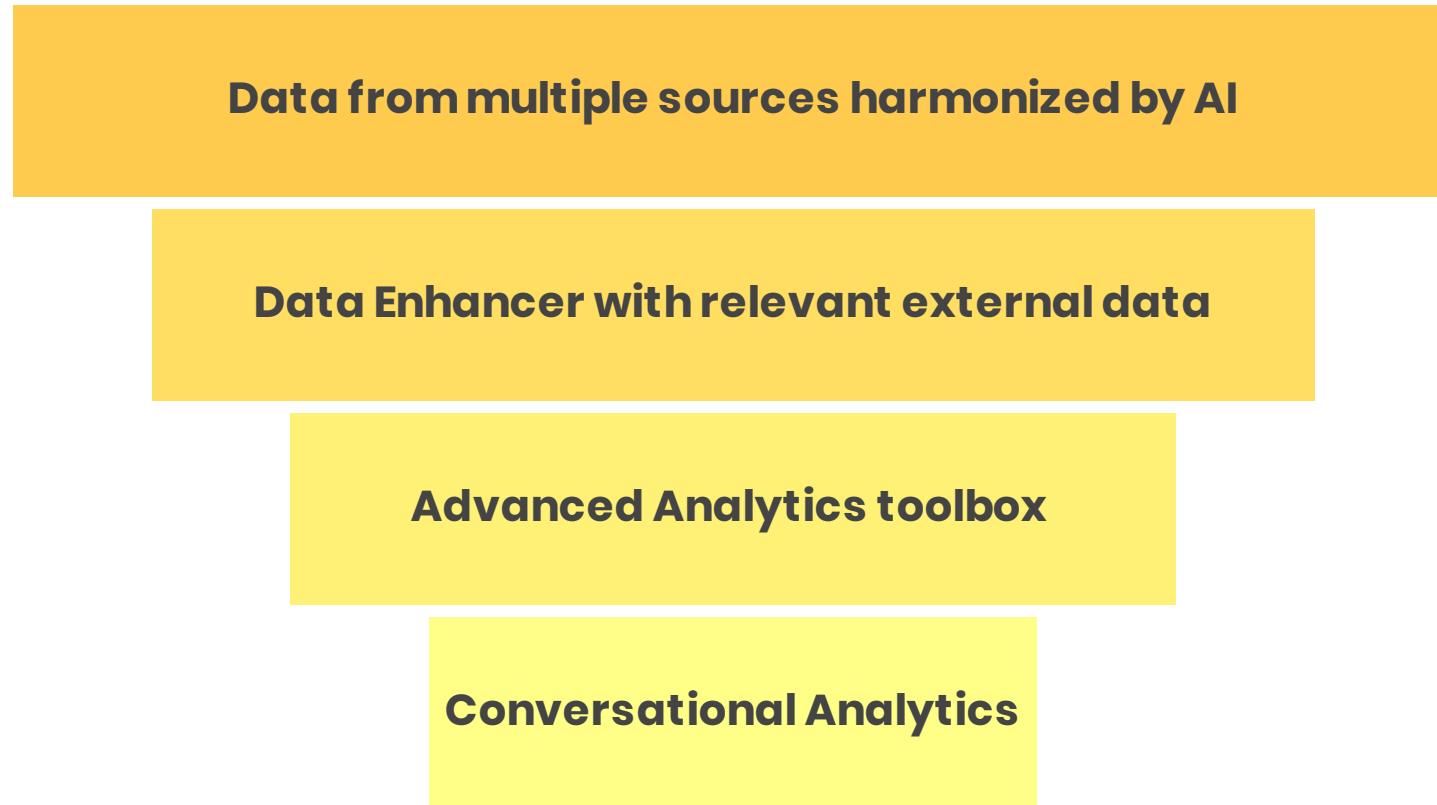 Data from multiple sources harmonized by AI
Data Enhancer with relevant external data
Advanced Analytics toolbox
Conversational Analytics